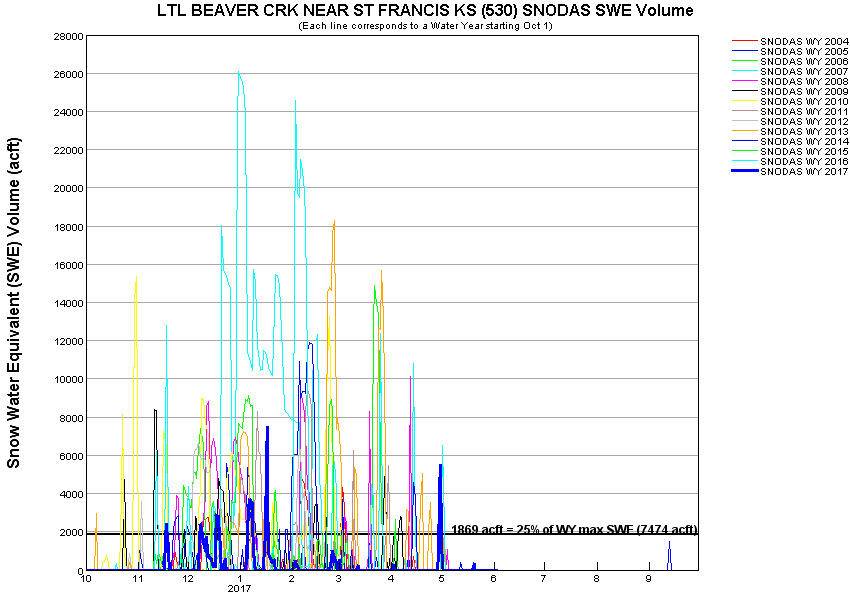 LTL BEAVER CRK NEAR ST FRANCIS KS (530) SNODAS SWE Volume
(Each line corresponds to a Water Year starting Oct 1)
Snow Water Equivalent (SWE) Volume (acft)
28000
26000
24000
22000
20000
18000
16000
14000
12000
10000
8000
6000
4000
2000
0
SNODAS WY 2004
SNODAS WY 2005
SNODAS WY 2006
SNODAS WY 2007
SNODAS WY 2008
SNODAS WY 2009
SNODAS WY 2010
SNODAS WY 2011
SNODAS WY 2012
SNODAS WY 2013
SNODAS WY 2014
SNODAS WY 2015
SNODAS WY 2016
SNODAS WY 2017
1869 acft = 25% of WY max SWE (7474 acft)
10 11 12 1 2 3 4 5 6 7 8 9
2017